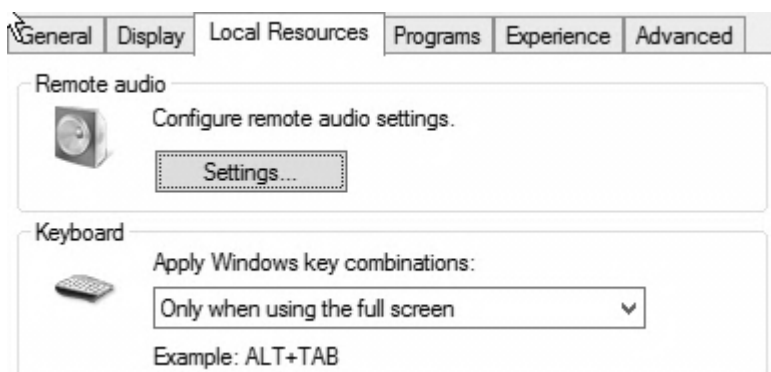 General Display Local Resources Programs Experience Advanced
Remote audio
Configure remote audio settings.
Settings...
Keyboard
Apply Windows key combinations:
Only when using the full screen
Example: ALT+TAB